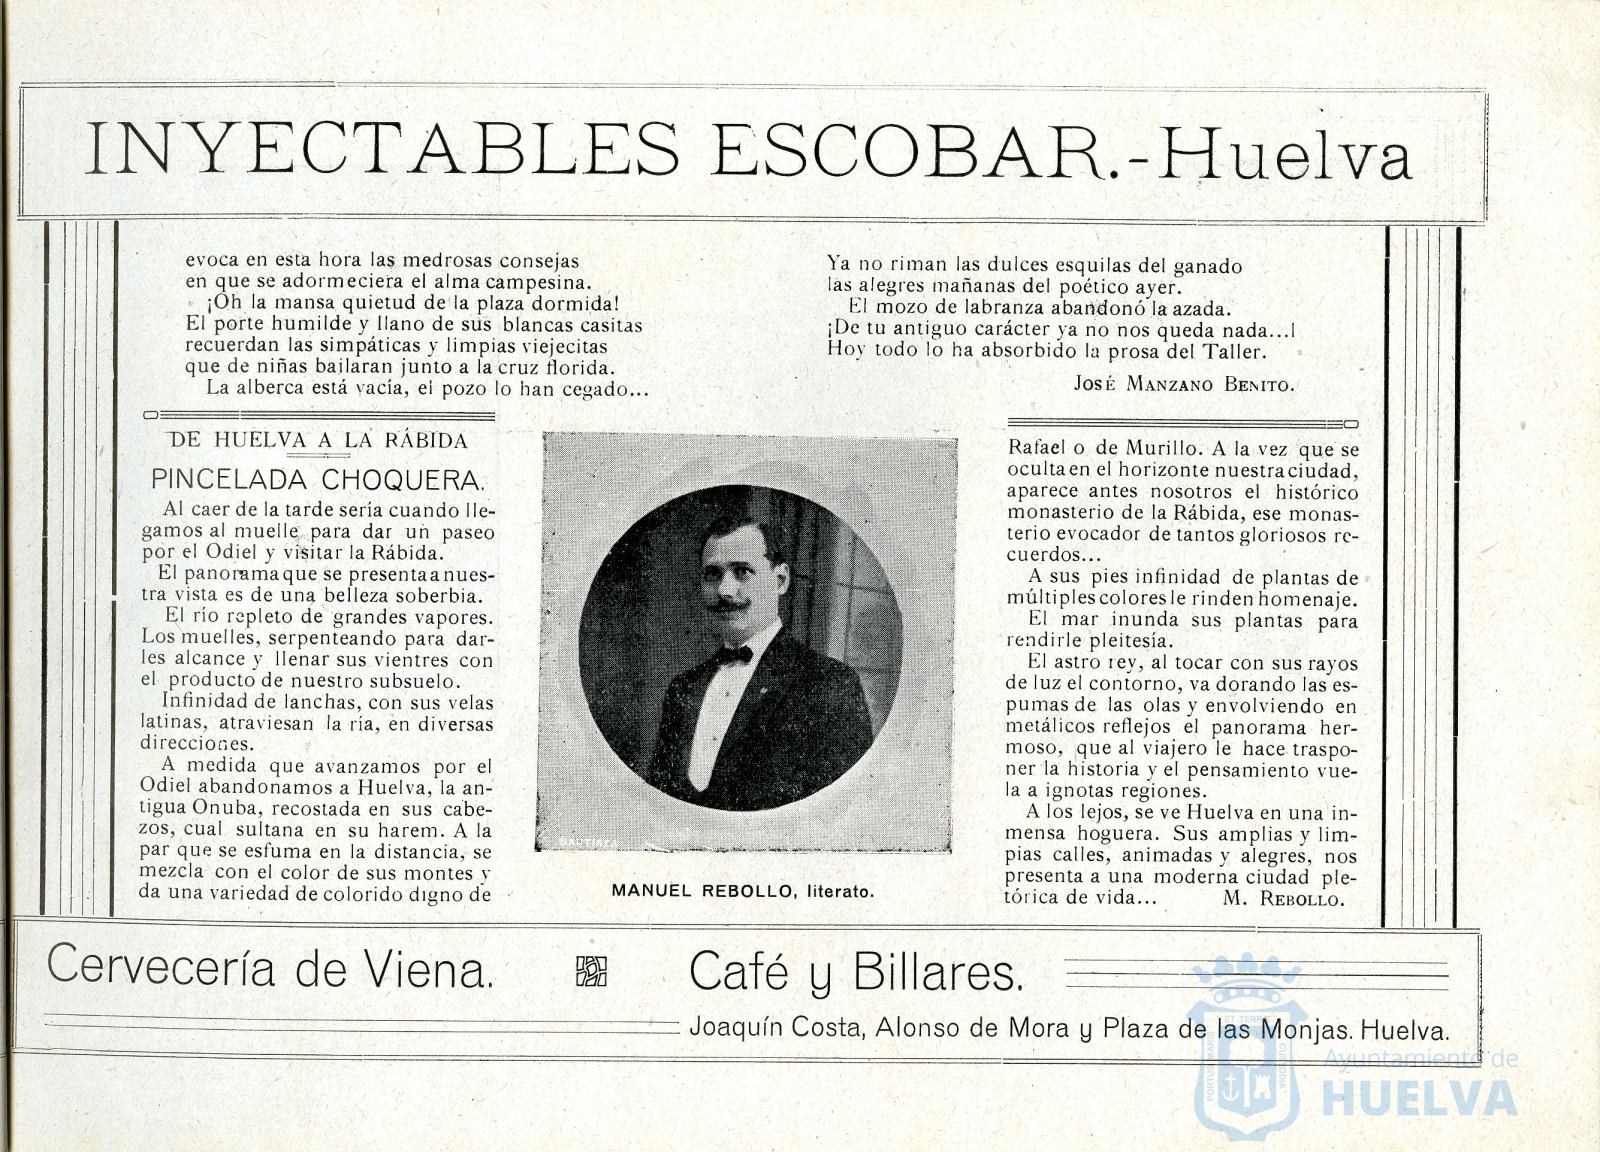 INYECTABLES ESCOBAR.-Huelva
evoca en esta hora las medrosas consejas
en que se adormeciera el alma campesina.
¡Oh la mansa quietud de la plaza dormida!
El porte humilde y llano de sus blancas casitas
recuerdan las simpáticas y limpias viejecitas
que de niñas bailaran junto a la cruz florida.
La alberca está vacía, el pozo lo han cegado...
Ya no riman las dulces esquilas del ganado
las alegres mañanas del poético ayer.
El mozo de labranza abandonó la azada.
¡De tu antiguo carácter ya no nos queda nada...!
Hoy todo lo ha absorbido la prosa del Taller.
JOSÉ MANZANO BENITO.
DE HUELVA A LA RÁBIDA
PINCELADA CHOQUERA.
Al caer de la tarde sería cuando lle-
gamos al muelle para dar un paseo
por el Odiel y visitar la Rábida.
El panorama que se presenta a nues-
tra vista es de una belleza soberbia.
El río repleto de grandes vapores.
Los muelles, serpenteando para dar-
les alcance y llenar sus vientres con
el producto de nuestro subsuelo.
Infinidad de lanchas, con sus velas
latinas, atraviesan la ría, en diversas
direcciones.
A medida que avanzamos por el
Odiel abandonamos a Huelva, la an-
tigua Onuba, recostada en sus cabe-
zos, cual sultana en su harem. A la
par que se esfuma en la distancia, se
mezcla con el color de sus montes y
da una variedad de colorido digno de
BAUTISTA
MANUEL REBOLLO, literato.
Rafael o de Murillo. A la vez que se
oculta en el horizonte nuestra ciudad,
aparece antes nosotros el histórico
monasterio de la Rábida, ese monas-
terio evocador de tantos gloriosos re-
cuerdos...
A sus pies infinidad de plantas de
múltiples colores le rinden homenaje.
El mar inunda sus plantas para
rendirle pleitesía.
El astro rey, al tocar con sus rayos
de luz el contorno, va dorando las es-
pumas de las olas y envolviendo en
metálicos reflejos el panorama her-
moso, que al viajero le hace traspo-
ner la historia y el pensamiento vue-
la a ignotas regiones.
A los lejos, se ve Huelva en una in-
mensa hoguera. Sus amplias y lim-
pias calles, animadas y alegres, nos
presenta a una moderna ciudad ple-
tórica de vida... M. REBOLLO.
Cervecería de Viena. Café y Billares.
Joaquín Costa, Alonso de Mora y Plaza de las Monjas. Huelva.
ET TERRE
PORTUS MARIS
CUSTODIA
Ayuntamiento de
HUELVA